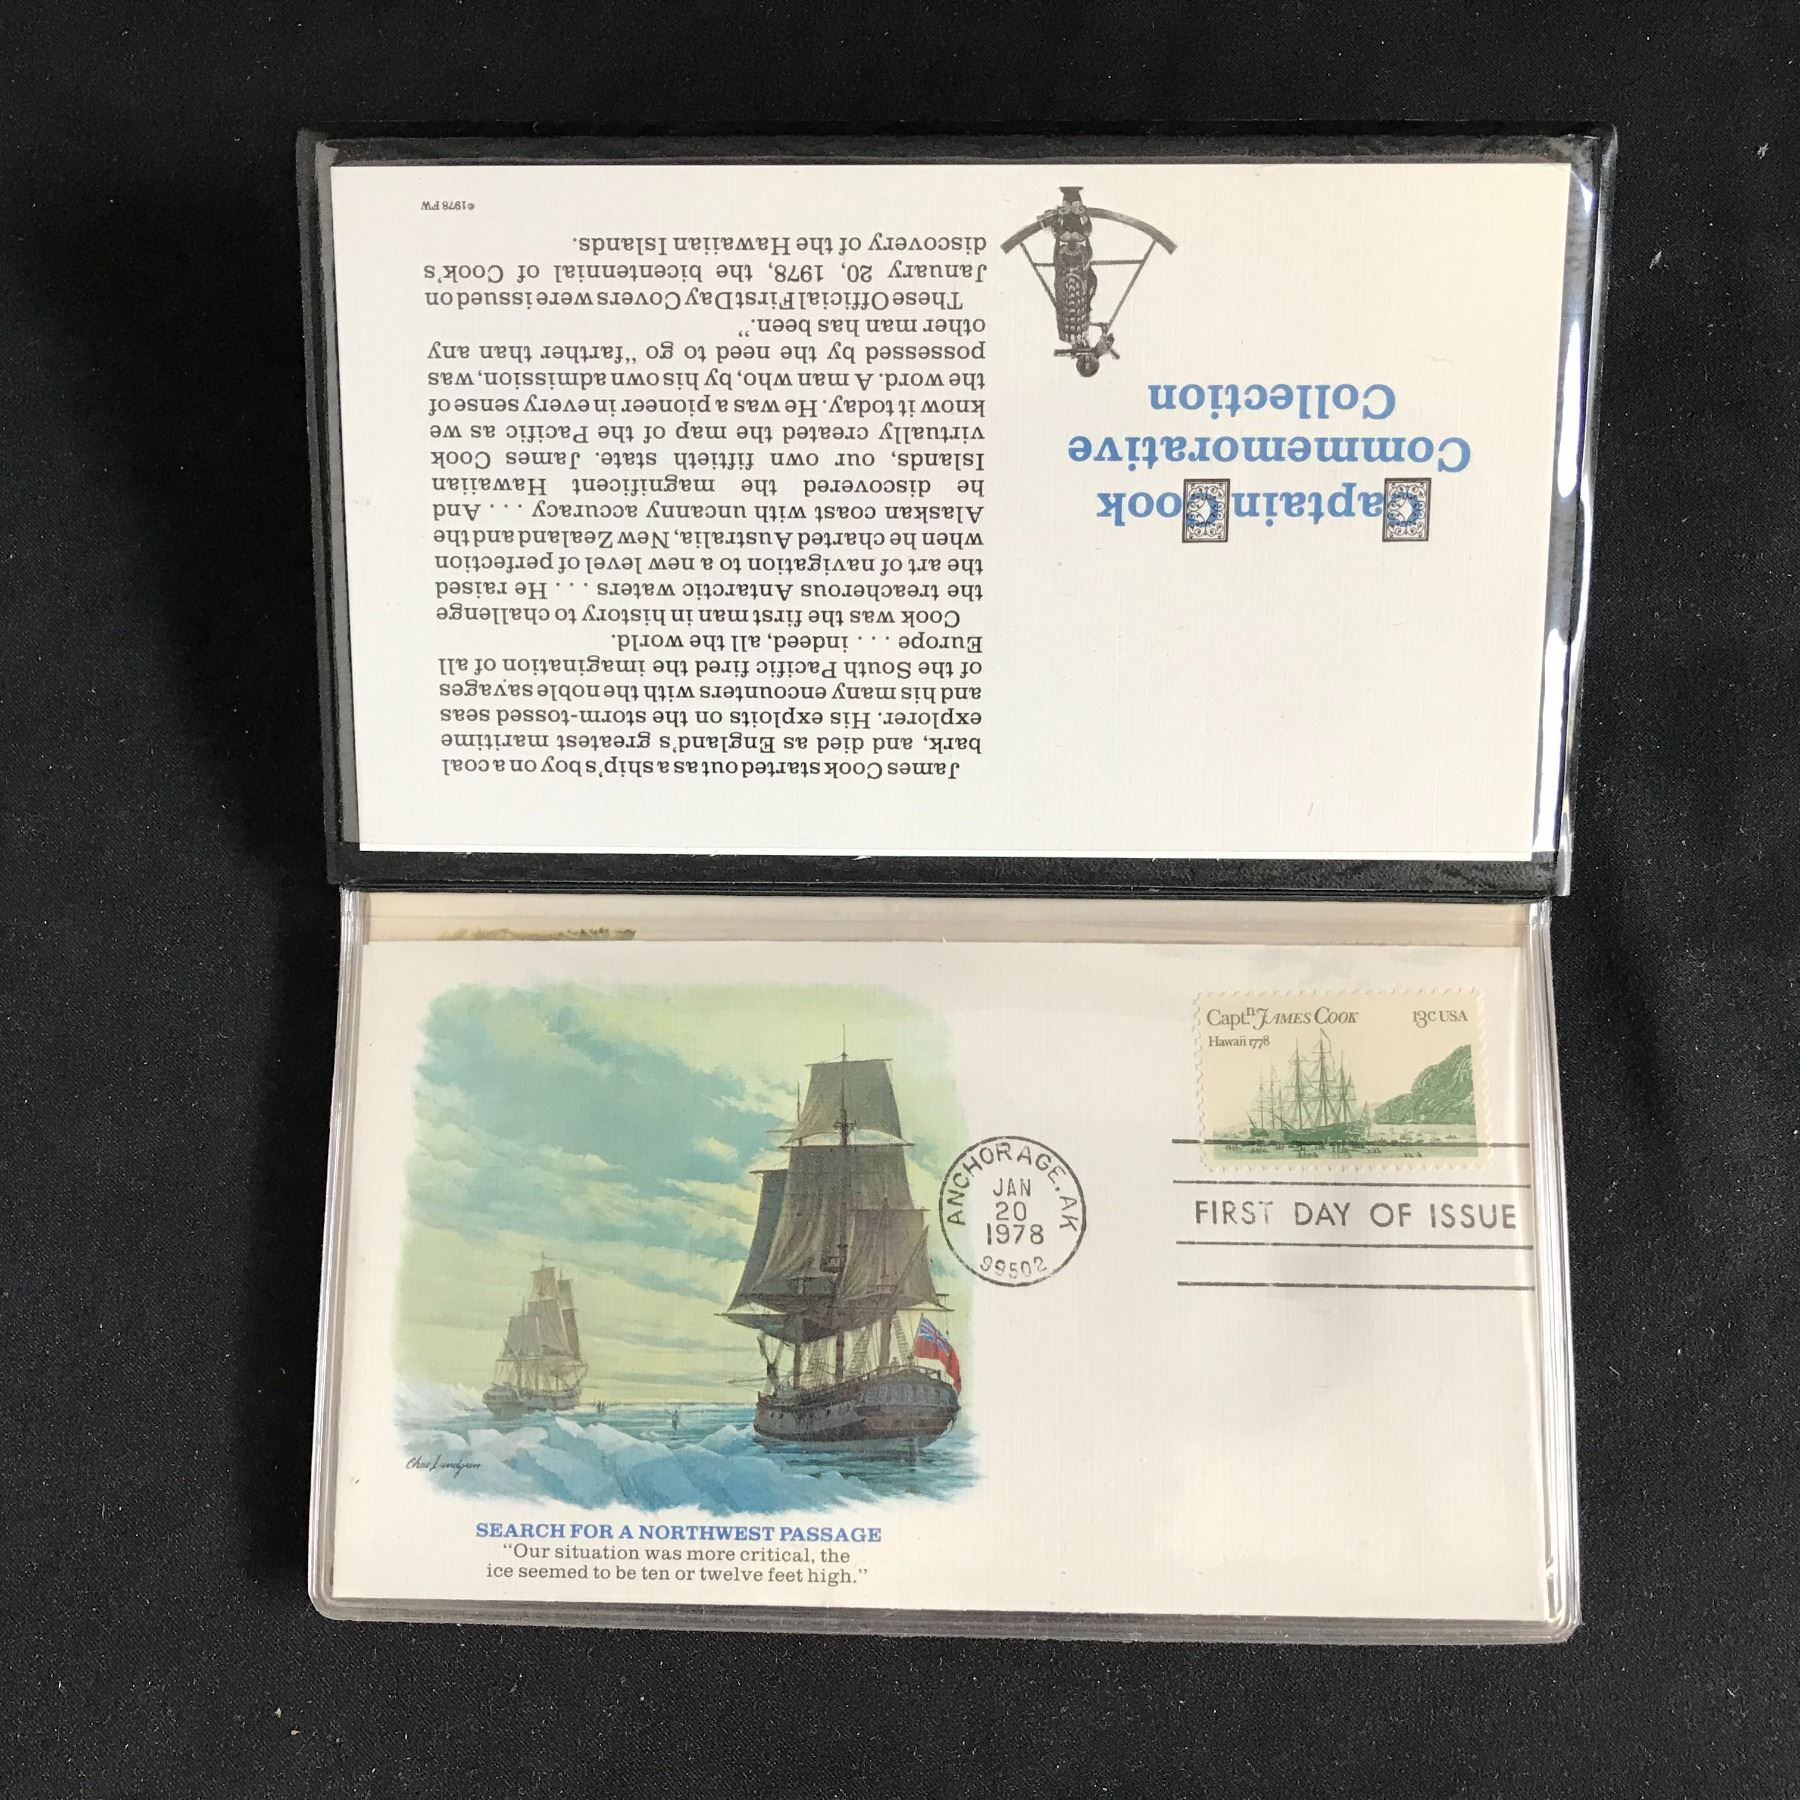 Captain Cook
Commemorative
Collection
James Cook started out as a ship's boy on a coal
bark, and died as England's greatest maritime
explorer. His exploits on the storm-tossed seas
and his many encounters with the noble savages
of the South Pacific fired the imagination of all
Europe . . . indeed, all the world.
Cook was the first man in history to challenge
the treacherous Antarctic waters . . . He raised
the art of navigation to a new level of perfection
when he charted Australia, New Zealand and the
Alaskan coast with uncanny accuracy . . . And
he discovered the magnificent Hawaiian
Islands, our own fiftieth state. James Cook
virtually created the map of the Pacific as we
know it today. He was a pioneer in every sense of
the word. A man who, by his own admission, was
possessed by the need to go "farther than any
other man has been."
These Official First Day Covers were issued on
January 20, 1978, the bicentennial of Cook's
discovery of the Hawaiian Islands.
©1978 FW
Capt.n JAMES COOK 13c USA
Hawaii 1778
ANCHORAGE, AK
JAN
20
1978
99502
FIRST DAY OF ISSUE
Chas Lundgren
SEARCH FOR A NORTHWEST PASSAGE
"Our situation was more critical, the
ice seemed to be ten or twelve feet high."